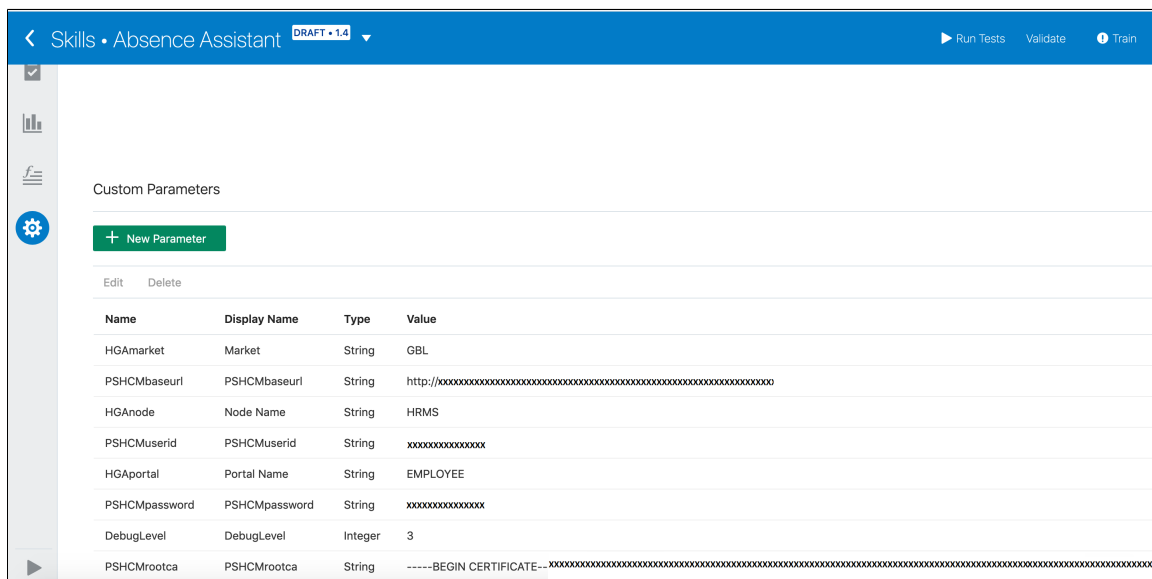 Skills • Absence Assistant DRAFT • 1.4
Run Tests Validate Train
Custom Parameters
+ New Parameter
Edit Delete
Name Display Name Type Value
HGAmarket Market String GBL
PSHCMbaseurl PSHCMbaseurl String http://xxxxxxxxxxxxxxxxxxxxxxxxxxxxxxxxxxxxxxxxxxxxxxxxxxxxxxxxxxxxxxxx)
HGAnode Node Name String HRMS
PSHCMuserid PSHCMuserid String xxxxxxxxxxxxxxx
HGAportal Portal Name String EMPLOYEE
PSHCMpassword PSHCMpassword String xxxxxxxxxxxxxxx
DebugLevel DebugLevel Integer 3
PSHCMrootca PSHCMrootca String -----BEGIN CERTIFICATE--xxxxxxxxxxxxxxxxxxxxxxxxxxxxxxxxxxxxxxxxxxxxxxxxxxxxxxxxxxxxxxxxxxxxxxxxxxxxxxxxxxxxxxxxxxxxxxxxxxxxxxxxxxxxxxxxxxxx